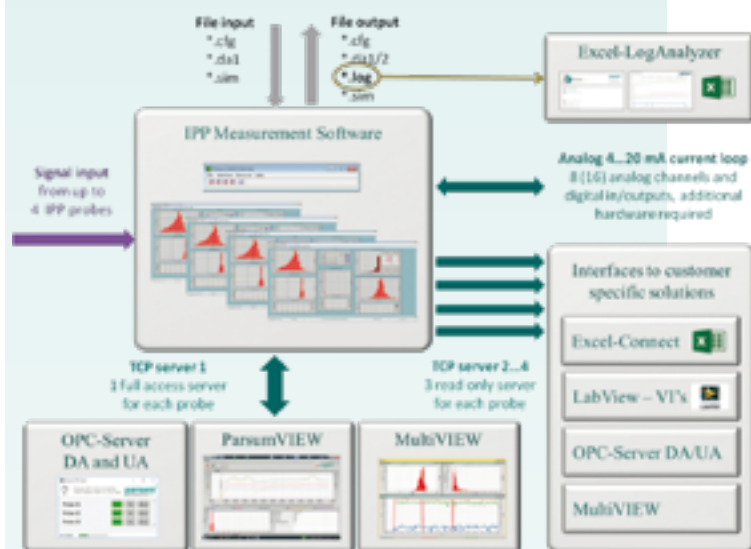 File input
*.cfg
*.da1
*.sim
File output
*.cfg
*.da1/2
*.log
*.sim
Excel-LogAnalyzer
IPP Measurement Software
Signal input
from up to
4 IPP probes
Analog 4...20 mA current loop
8 (16) analog channels and
digital in/outputs, additional
hardware required
Interfaces to customer
specific solutions
Excel-Connect
LabView – VI's
OPC-Server DA/UA
MultiVIEW
TCP server 1
1 full access server
for each probe
TCP server 2...4
3 read only server
for each probe
OPC-Server
DA and UA
ParsumVIEW
MultiVIEW